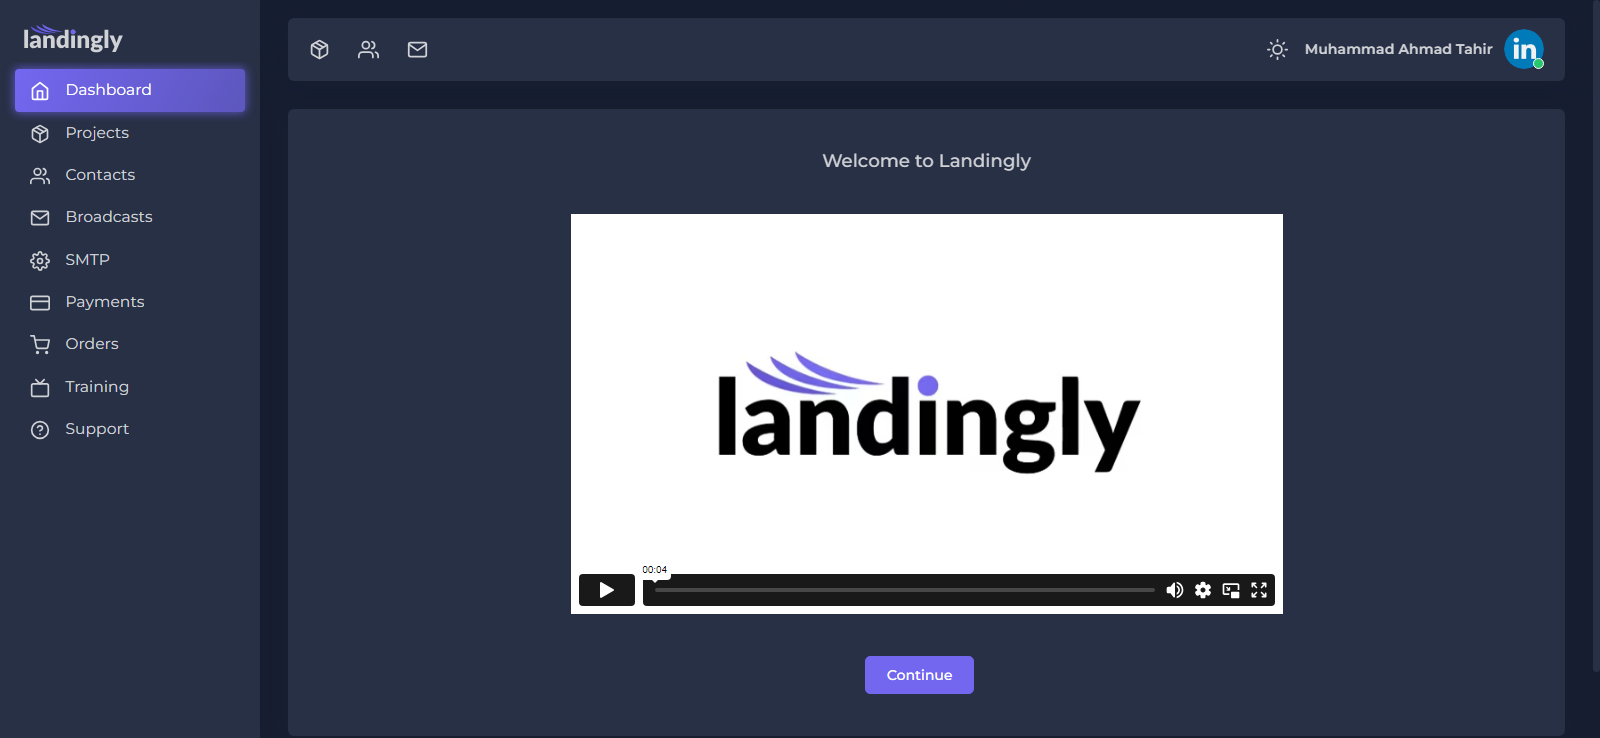 landingly
Dashboard
Projects
Contacts
Broadcasts
SMTP
Payments
Orders
Training
Support
Muhammad Ahmad Tahir
in
Welcome to Landingly
landingly
00:04
Continue